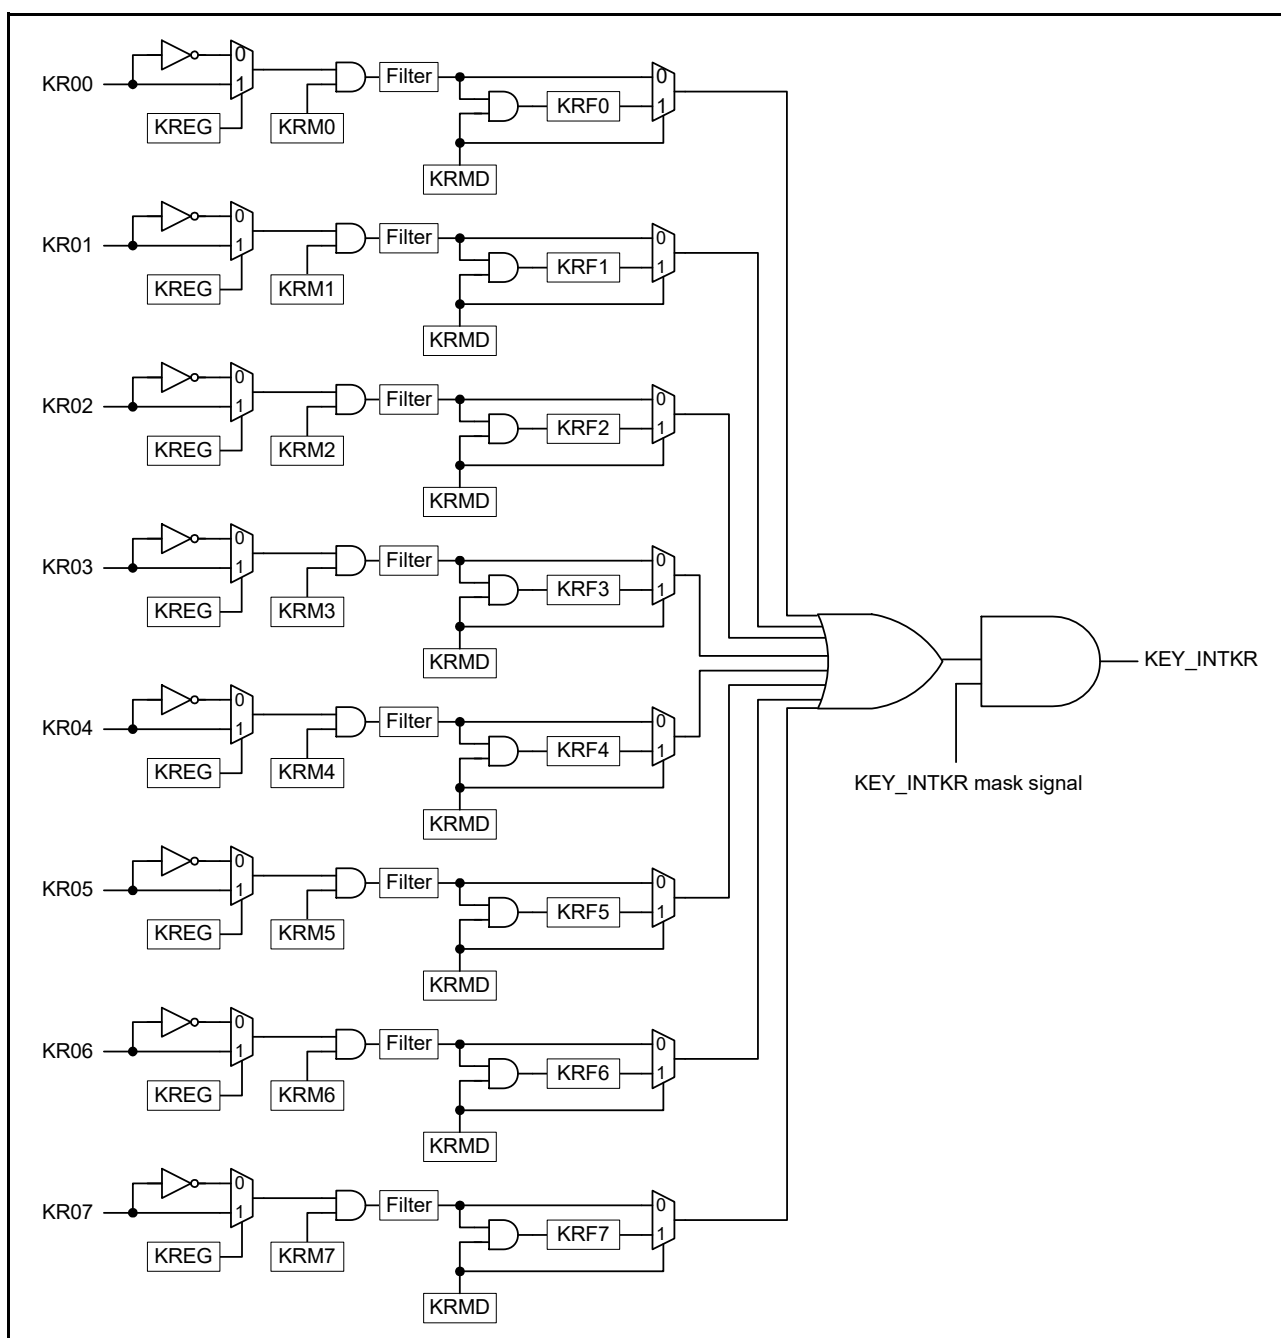 0
KR00 1 Filter 0
KREG KRM0 KRF0 1
KRMD
0
KR01 1 Filter 0
KREG KRM1 KRF1 1
KRMD
0
KR02 1 Filter 0
KREG KRM2 KRF2 1
KRMD
0
KR03 1 Filter 0
KREG KRM3 KRF3 1
KRMD
KEY_INTKR
0
KR04 1 Filter 0
KREG KRM4 KRF4 1
KEY_INTKR mask signal
KRMD
0
KR05 1 Filter 0
KREG KRM5 KRF5 1
KRMD
0
KR06 1 Filter 0
KREG KRM6 KRF6 1
KRMD
0
KR07 1 Filter 0
KREG KRM7 KRF7 1
KRMD